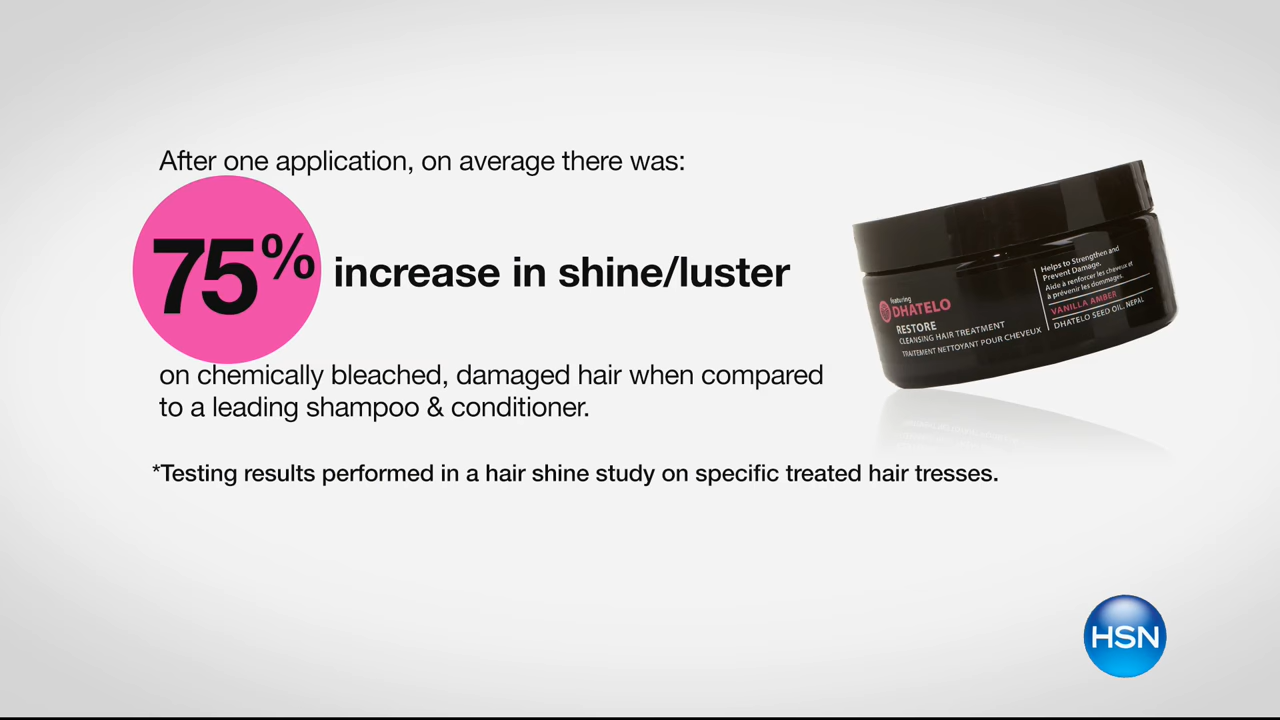 After one application, on average there was:
75% increase in shine/luster
on chemically bleached, damaged hair when compared
to a leading shampoo & conditioner.
*Testing results performed in a hair shine study on specific treated hair tresses.
featuring
DHATELO
RESTORE
CLEANSING HAIR TREATMENT
TRAITEMENT NETTOYANT POUR CHEVEUX
Helps to Strengthen and
Prevent Damage.
Aide à renforcer les cheveux et
à prévenir les dommages.
VANILLA AMBER
DHATELO SEED OIL, NEPAL
HSN